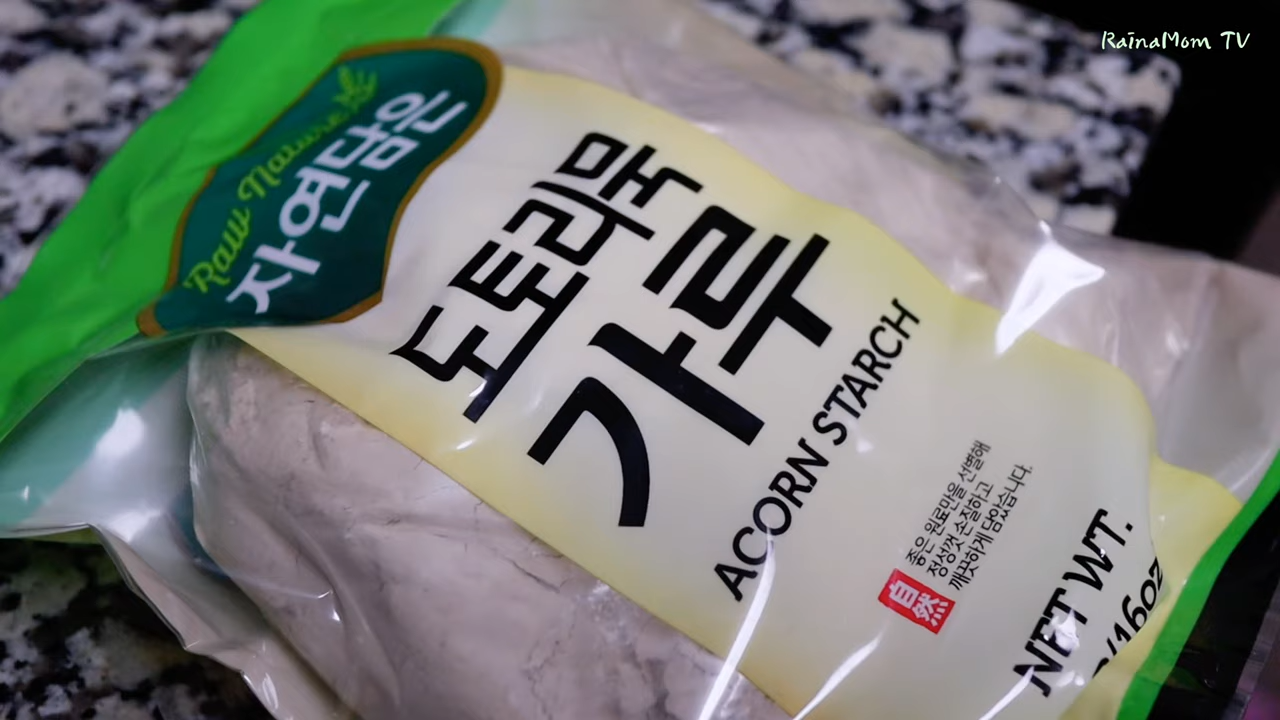 RainaMom TV
Raw Nature
자연담은
도토리묵
가루
ACORN STARCH
좋은 원료만을 선별해
정성껏 손질하고
깨끗하게 담았습니다.
自然
NET WT.
/16oz